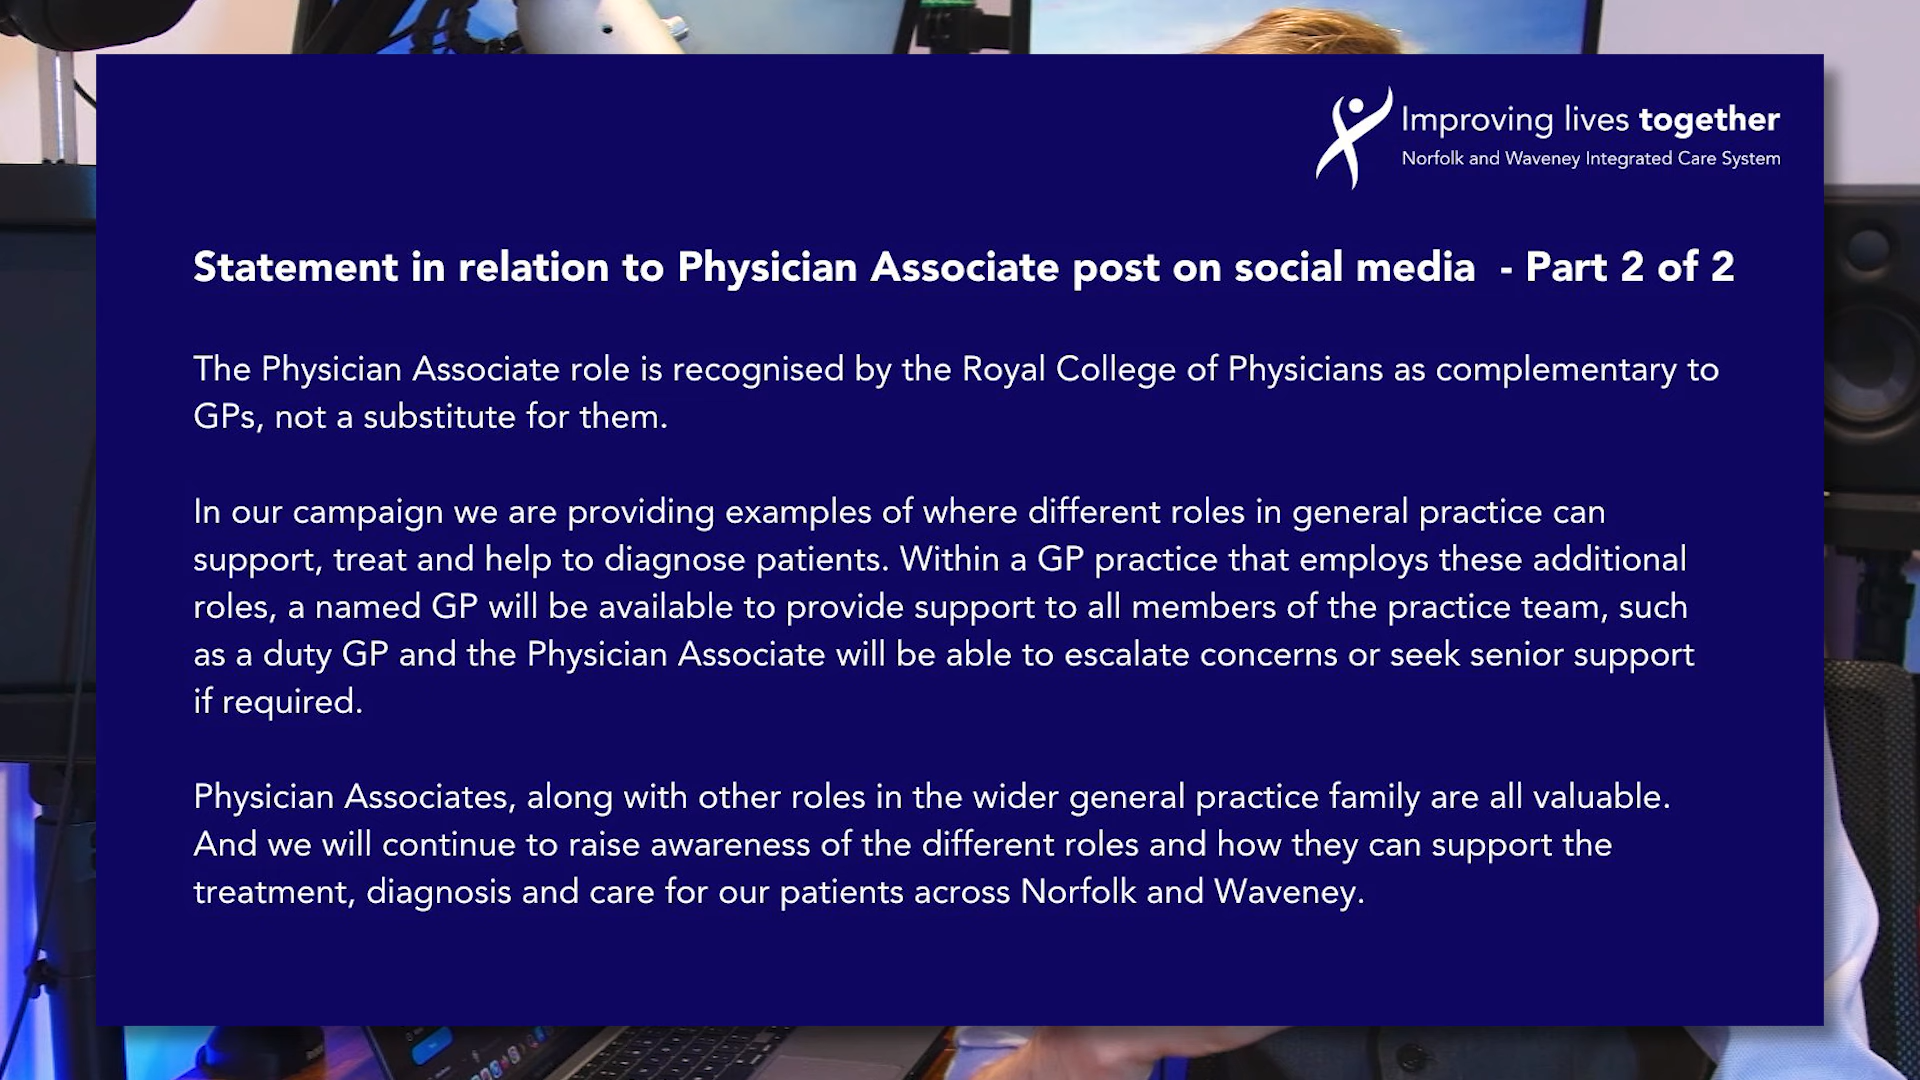 Improving lives together
Norfolk and Waveney Integrated Care System
Statement in relation to Physician Associate post on social media - Part 2 of 2
The Physician Associate role is recognised by the Royal College of Physicians as complementary to
GPs, not a substitute for them.
In our campaign we are providing examples of where different roles in general practice can
support, treat and help to diagnose patients. Within a GP practice that employs these additional
roles, a named GP will be available to provide support to all members of the practice team, such
as a duty GP and the Physician Associate will be able to escalate concerns or seek senior support
if required.
Physician Associates, along with other roles in the wider general practice family are all valuable.
And we will continue to raise awareness of the different roles and how they can support the
treatment, diagnosis and care for our patients across Norfolk and Waveney.